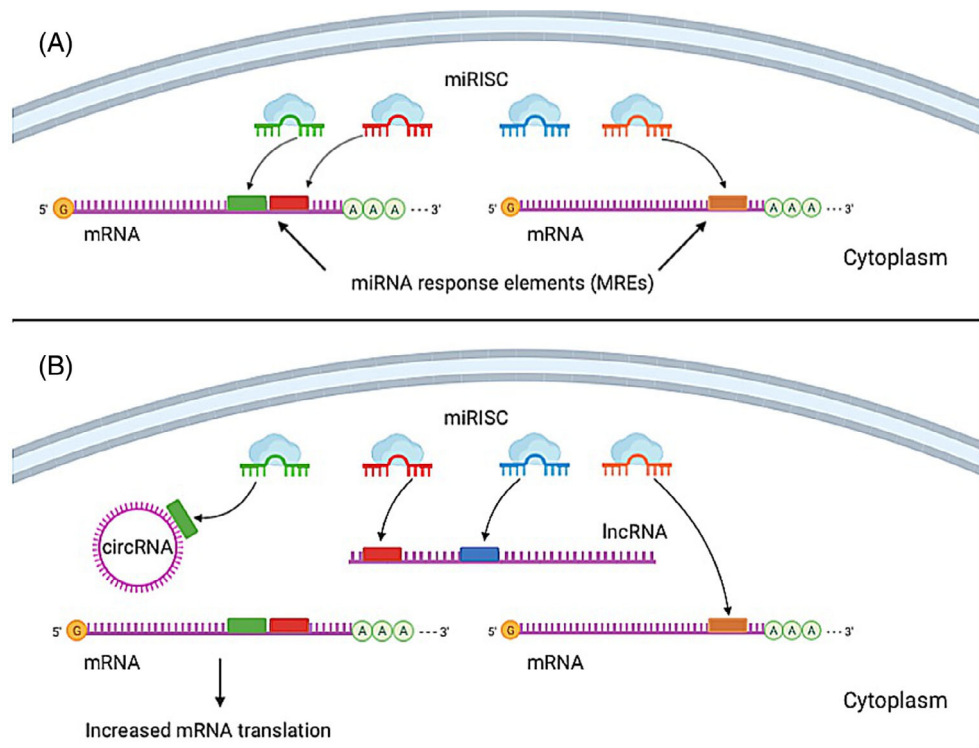 (A)
miRISC
5' G A A A ---3'
mRNA
5' G A A A ---3'
mRNA
Cytoplasm
miRNA response elements (MREs)
(B)
miRISC
circRNA
lncRNA
5' G A A A ---3'
mRNA
5' G A A A ---3'
mRNA
Cytoplasm
Increased mRNA translation